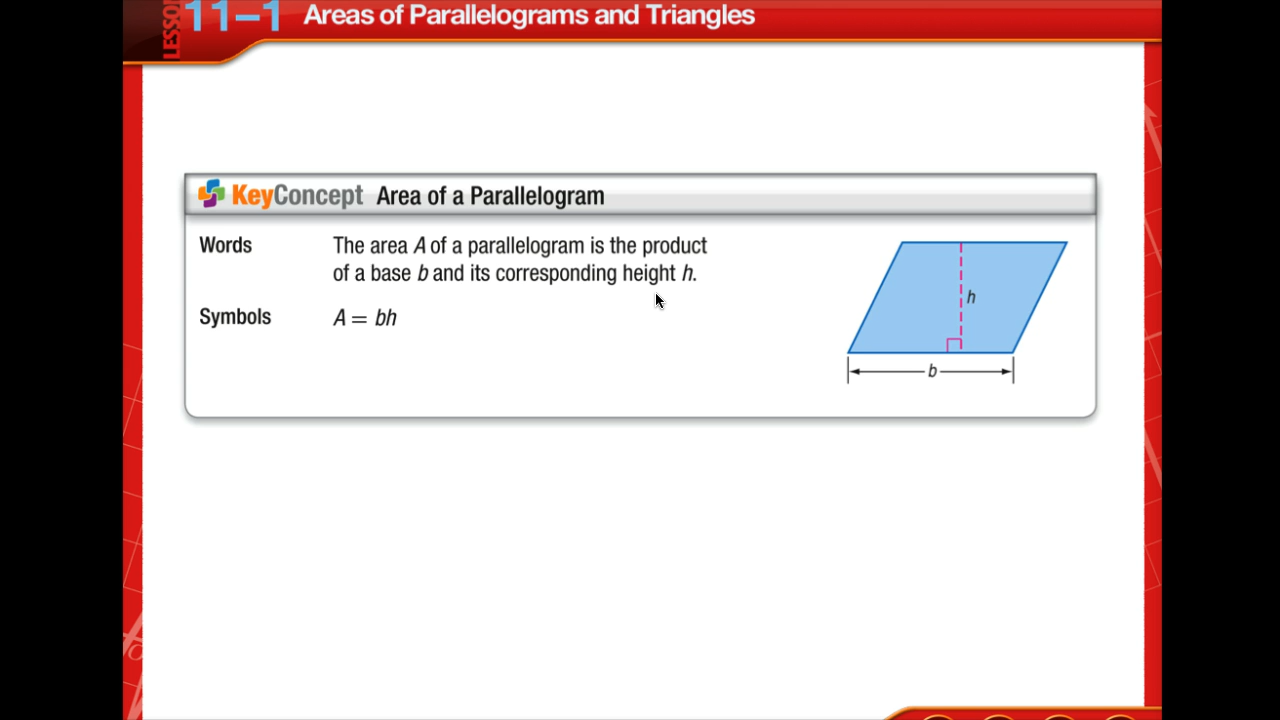 LESSON 11–1 Areas of Parallelograms and Triangles
KeyConcept Area of a Parallelogram
Words The area A of a parallelogram is the product
of a base b and its corresponding height h.
Symbols A = bh
h
b